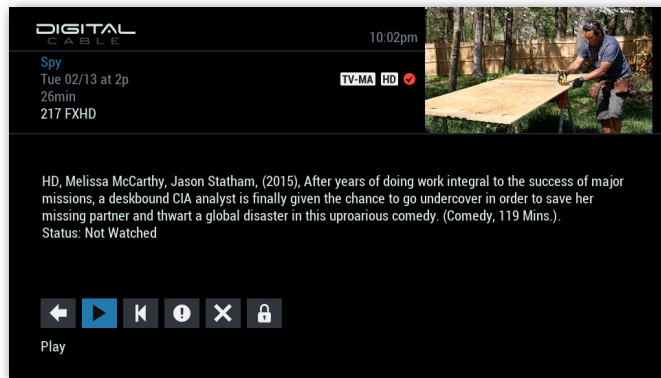 DIGITAL
CABLE
10:02pm
Spy
Tue 02/13 at 2p
TV-MA HD
26min
217 FXHD
HD, Melissa McCarthy, Jason Statham, (2015), After years of doing work integral to the success of major
missions, a deskbound CIA analyst is finally given the chance to go undercover in order to save her
missing partner and thwart a global disaster in this uproarious comedy. (Comedy, 119 Mins.).
Status: Not Watched
Play